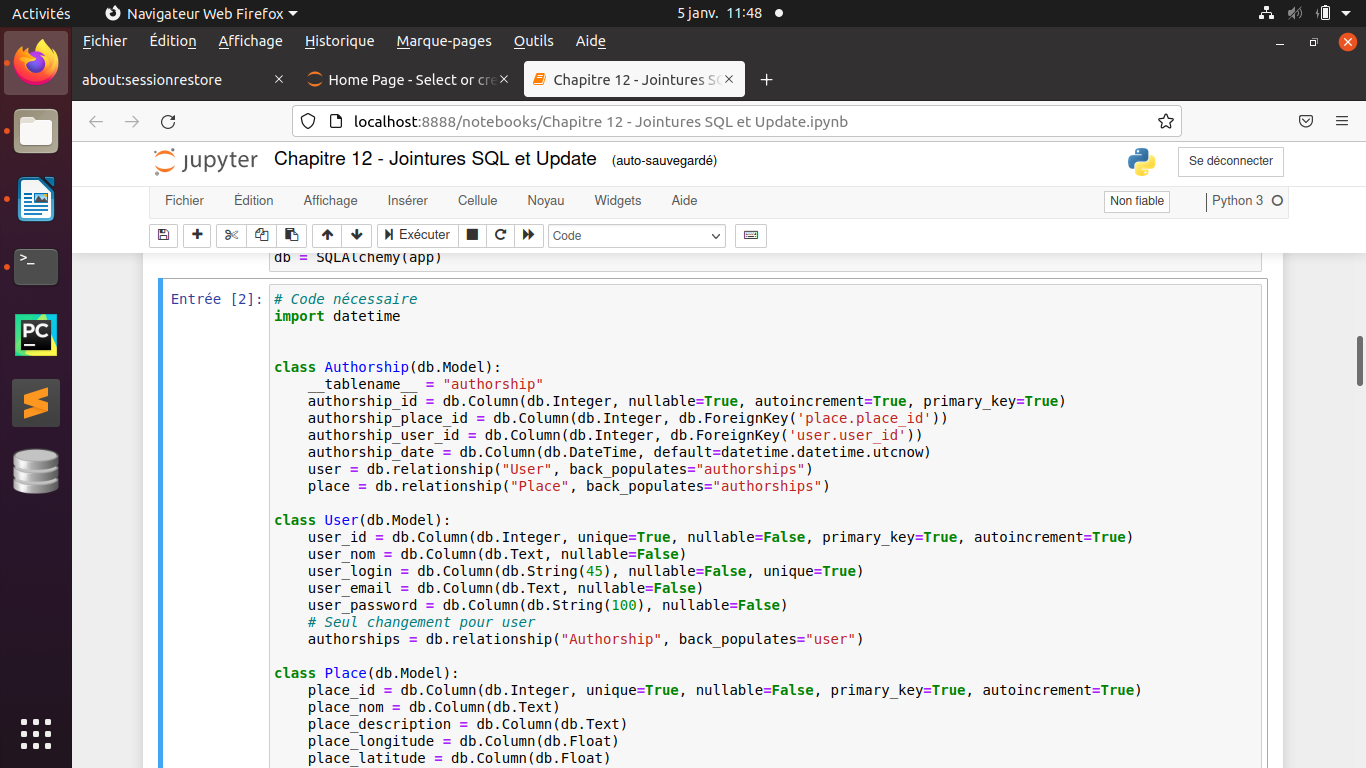 Activités
Navigateur Web Firefox
5 janv. 11:48
Fichier Édition Affichage Historique Marque-pages Outils Aide
about:sessionrestore
Home Page - Select or cre
Chapitre 12 - Jointures SQ
localhost:8888/notebooks/Chapitre 12 - Jointures SQL et Update.ipynb
jupyter Chapitre 12 - Jointures SQL et Update (auto-sauvegardé)
Se déconnecter
Fichier Édition Affichage Insérer Cellule Noyau Widgets Aide
Non fiable
Python 3
Exécuter
Code
db = SQLAlchemy(app)
Entrée [2]:
# Code nécessaire
import datetime
class Authorship(db.Model):
    __tablename__ = "authorship"
    authorship_id = db.Column(db.Integer, nullable=True, autoincrement=True, primary_key=True)
    authorship_place_id = db.Column(db.Integer, db.ForeignKey('place.place_id'))
    authorship_user_id = db.Column(db.Integer, db.ForeignKey('user.user_id'))
    authorship_date = db.Column(db.DateTime, default=datetime.datetime.utcnow)
    user = db.relationship("User", back_populates="authorships")
    place = db.relationship("Place", back_populates="authorships")
class User(db.Model):
    user_id = db.Column(db.Integer, unique=True, nullable=False, primary_key=True, autoincrement=True)
    user_nom = db.Column(db.Text, nullable=False)
    user_login = db.Column(db.String(45), nullable=False, unique=True)
    user_email = db.Column(db.Text, nullable=False)
    user_password = db.Column(db.String(100), nullable=False)
    # Seul changement pour user
    authorships = db.relationship("Authorship", back_populates="user")
class Place(db.Model):
    place_id = db.Column(db.Integer, unique=True, nullable=False, primary_key=True, autoincrement=True)
    place_nom = db.Column(db.Text)
    place_description = db.Column(db.Text)
    place_longitude = db.Column(db.Float)
    place_latitude = db.Column(db.Float)
>_
PC